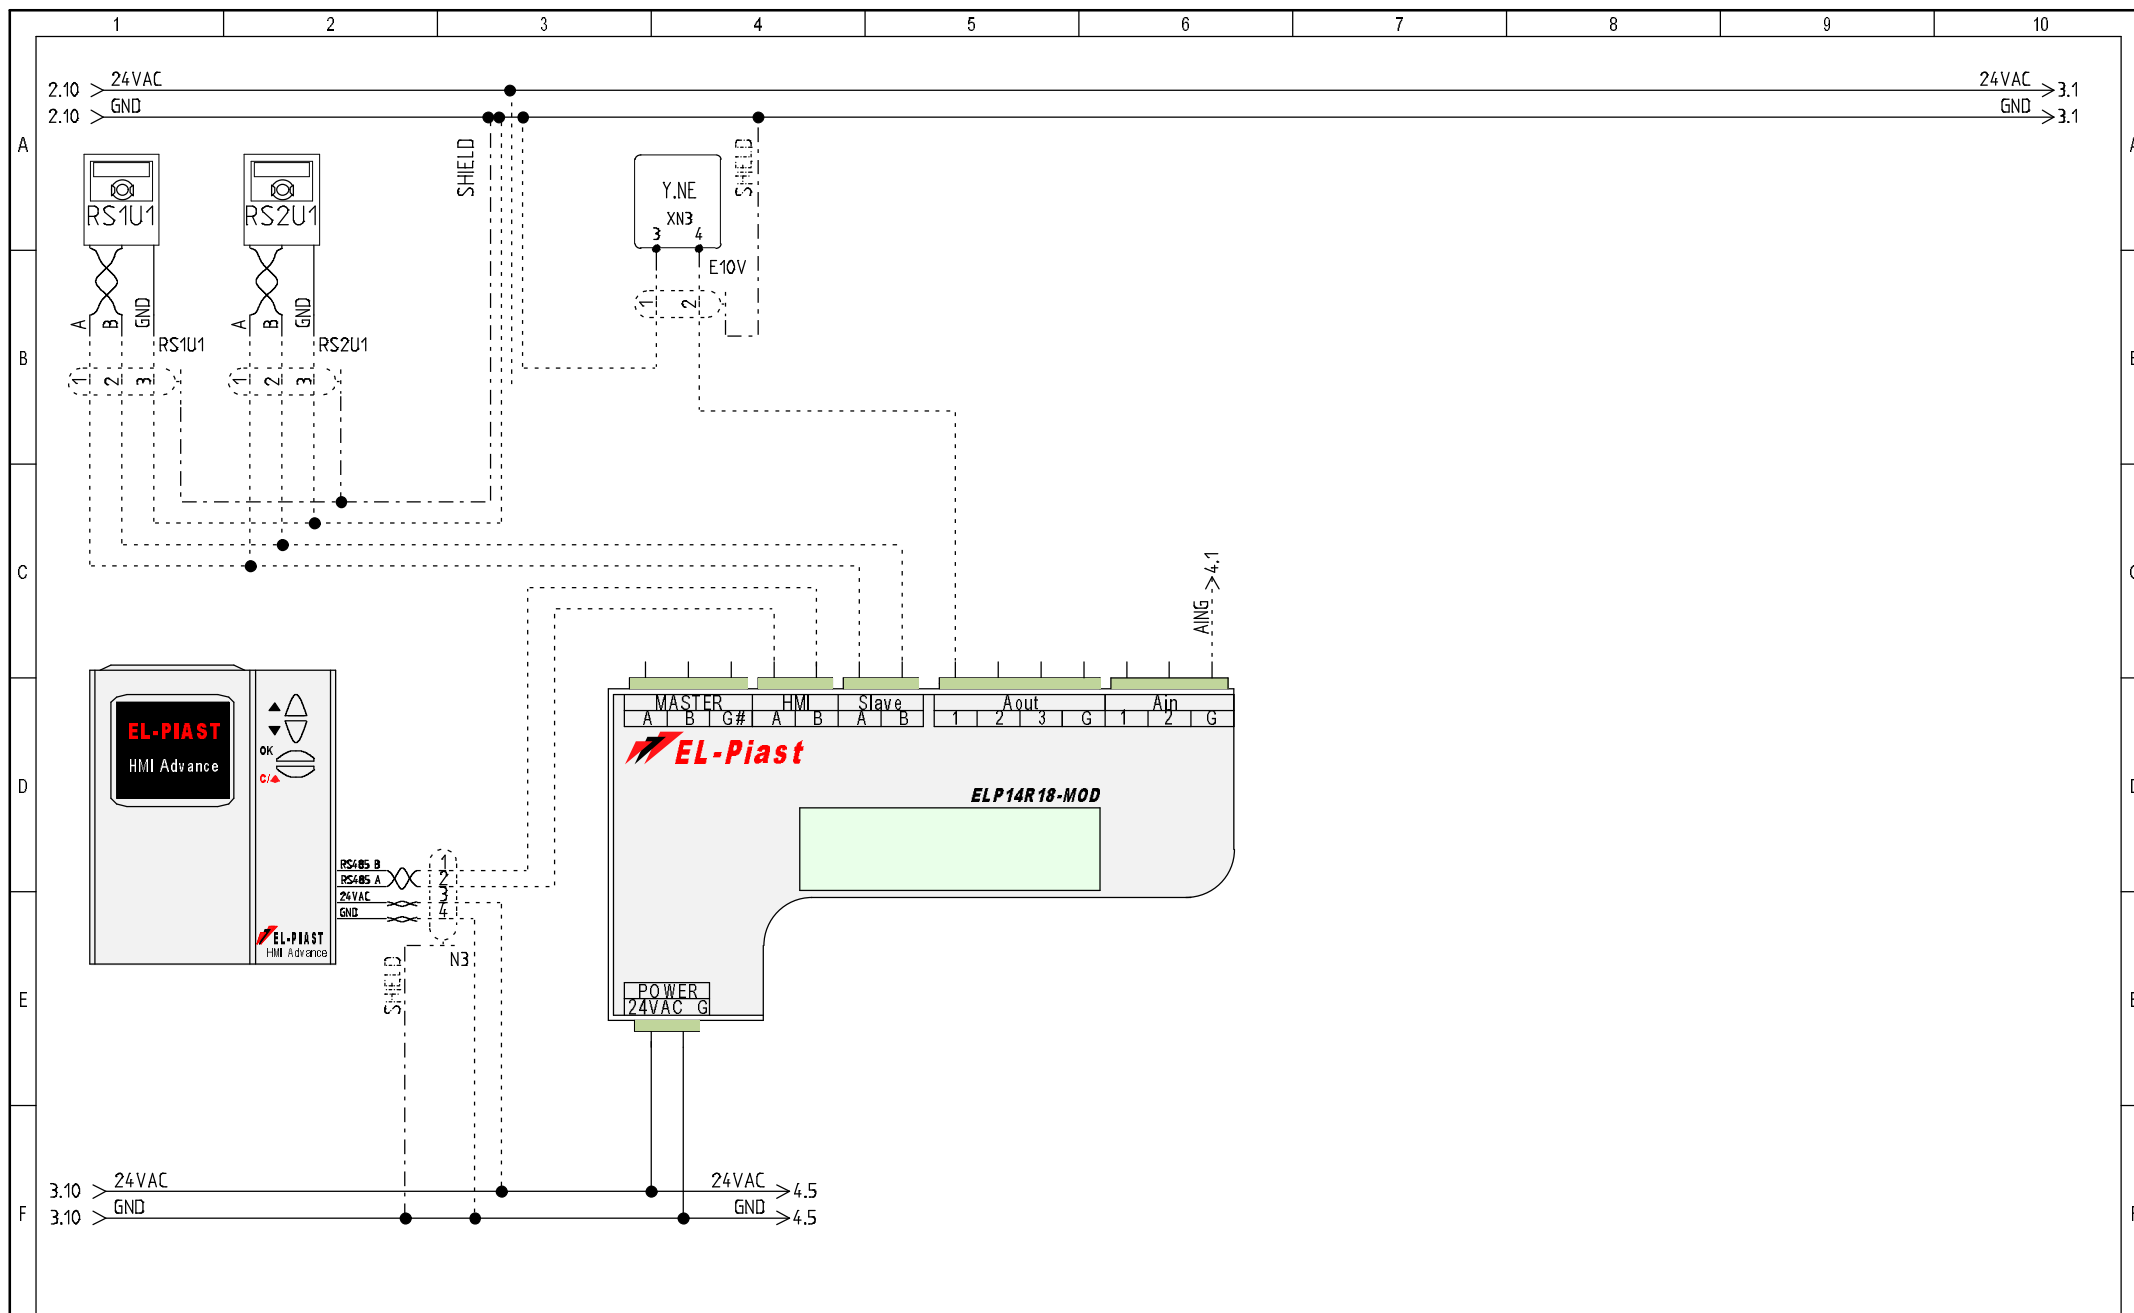 1 2 3 4 5 6 7 8 9 10
2.10 24VAC 24VAC 3.1
2.10 GND GND 3.1
A
SHIELD
SHIELD
RS1U1
RS2U1
Y.NE
XN3
3 4
E10V
1 2
A B GND
A B GND
RS1U1
RS2U1
B
1 2 3
1 2 3
C
AING 4.1
MASTER HMI Slave Aout Ain
A B G# A B A B 1 2 3 G 1 2 G
EL-Piast
ELP14R18-MOD
EL-PIAST
HMI Advance
OK
C/
D
RS485 B 1
RS485 A 2
24VAC 3
GND 4
EL-PIAST
HMI Advance
N3
SHIELD
E
POWER
24VAC G
3.10 24VAC 24VAC 4.5
3.10 GND GND 4.5
F